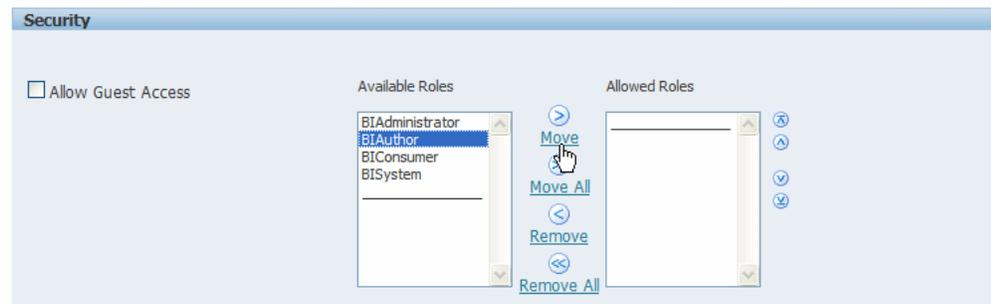 Security
Allow Guest Access
Available Roles
Allowed Roles
BIAdministrator
BIAuthor
BIConsumer
BISystem
Move
Move All
Remove
Remove All